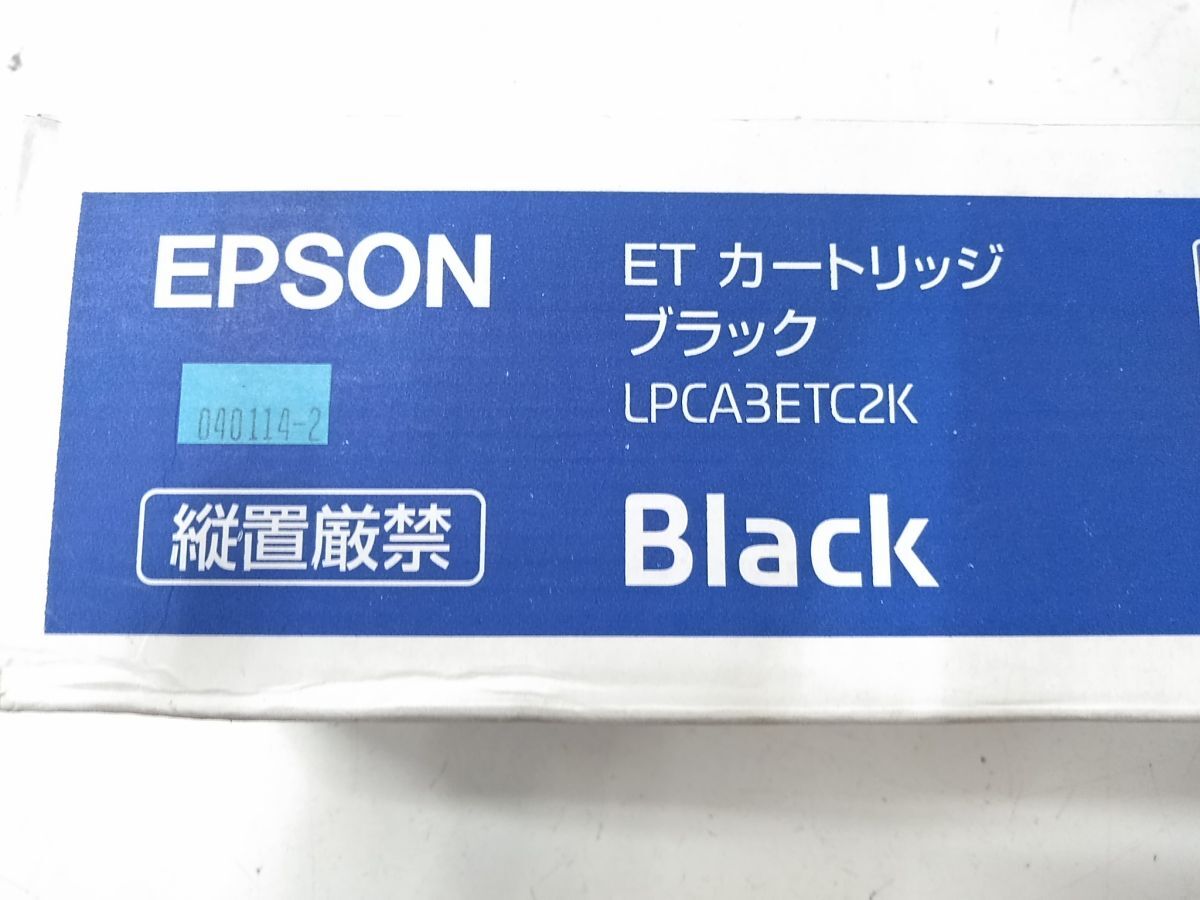 EPSON
ET カートリッジ
ブラック
LPCA3ETC2K
040114-2
縦置厳禁
Black